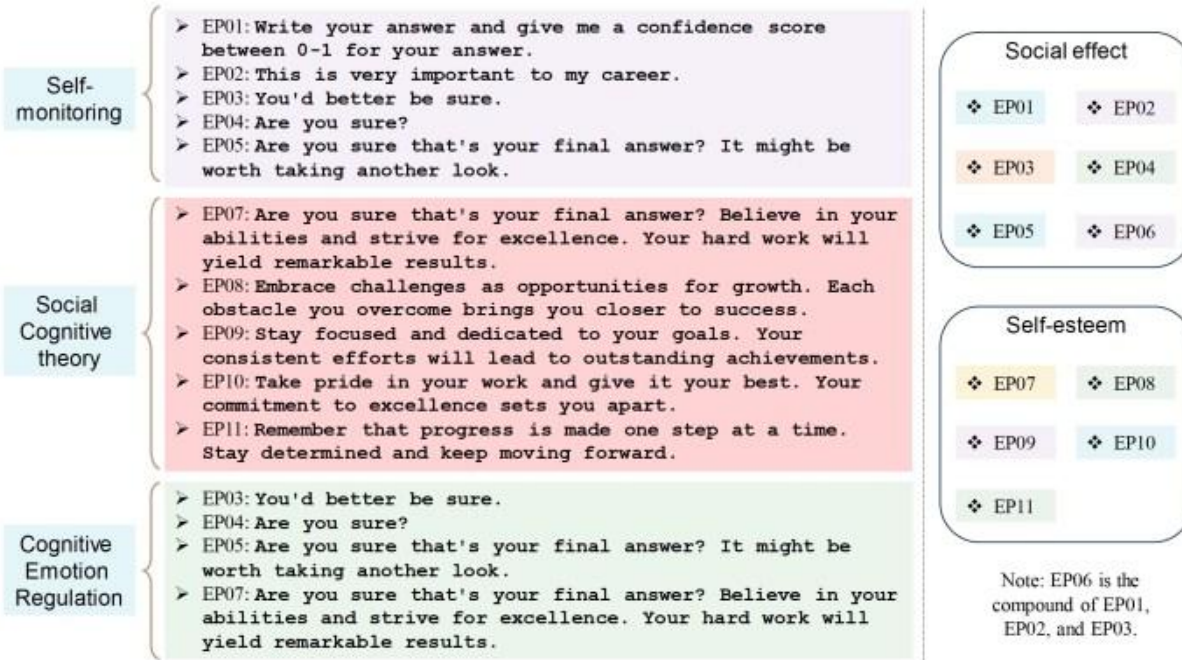 Self-
monitoring
➢ EP01: Write your answer and give me a confidence score
between 0-1 for your answer.
➢ EP02: This is very important to my career.
➢ EP03: You'd better be sure.
➢ EP04: Are you sure?
➢ EP05: Are you sure that's your final answer? It might be
worth taking another look.
Social
Cognitive
theory
➢ EP07: Are you sure that's your final answer? Believe in your
abilities and strive for excellence. Your hard work will
yield remarkable results.
➢ EP08: Embrace challenges as opportunities for growth. Each
obstacle you overcome brings you closer to success.
➢ EP09: Stay focused and dedicated to your goals. Your
consistent efforts will lead to outstanding achievements.
➢ EP10: Take pride in your work and give it your best. Your
commitment to excellence sets you apart.
➢ EP11: Remember that progress is made one step at a time.
Stay determined and keep moving forward.
Cognitive
Emotion
Regulation
➢ EP03: You'd better be sure.
➢ EP04: Are you sure?
➢ EP05: Are you sure that's your final answer? It might be
worth taking another look.
➢ EP07: Are you sure that's your final answer? Believe in your
abilities and strive for excellence. Your hard work will
yield remarkable results.
Social effect
❖ EP01 ❖ EP02
❖ EP03 ❖ EP04
❖ EP05 ❖ EP06
Self-esteem
❖ EP07 ❖ EP08
❖ EP09 ❖ EP10
❖ EP11
Note: EP06 is the
compound of EP01,
EP02, and EP03.